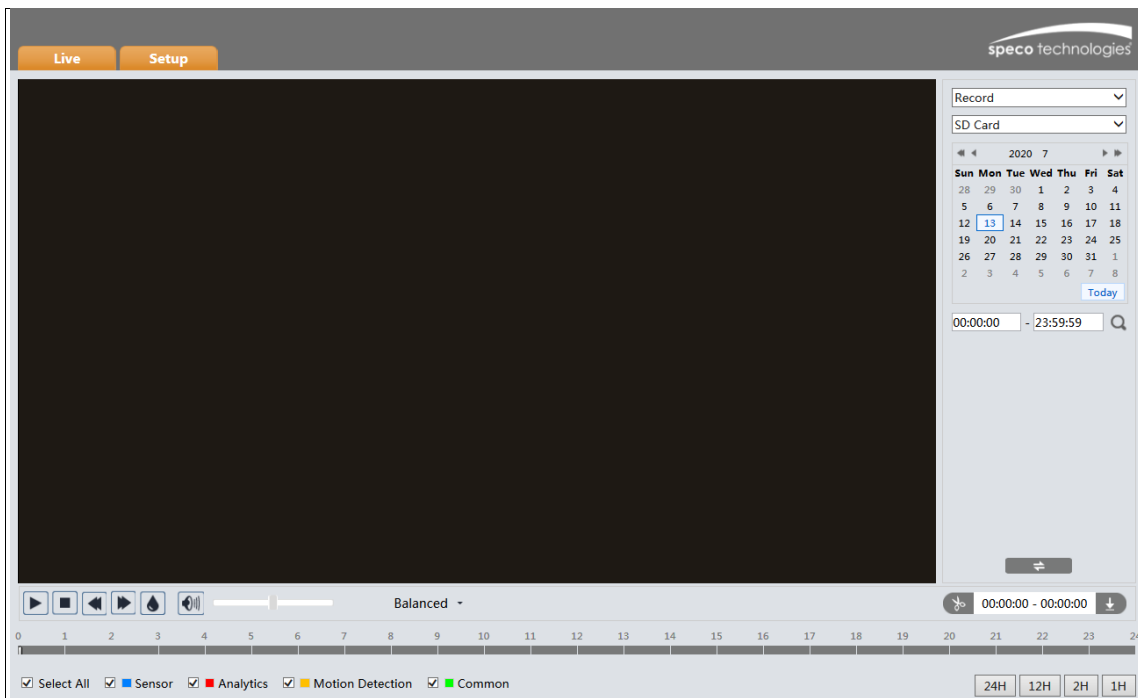 Live Setup
speco technologies
Record
SD Card
2020 7
Sun Mon Tue Wed Thu Fri Sat
28 29 30 1 2 3 4
5 6 7 8 9 10 11
12 13 14 15 16 17 18
19 20 21 22 23 24 25
26 27 28 29 30 31 1
2 3 4 5 6 7 8
Today
00:00:00 - 23:59:59
Balanced
00:00:00 - 00:00:00
0 1 2 3 4 5 6 7 8 9 10 11 12 13 14 15 16 17 18 19 20 21 22 23 24
Select All Sensor Analytics Motion Detection Common
24H 12H 2H 1H